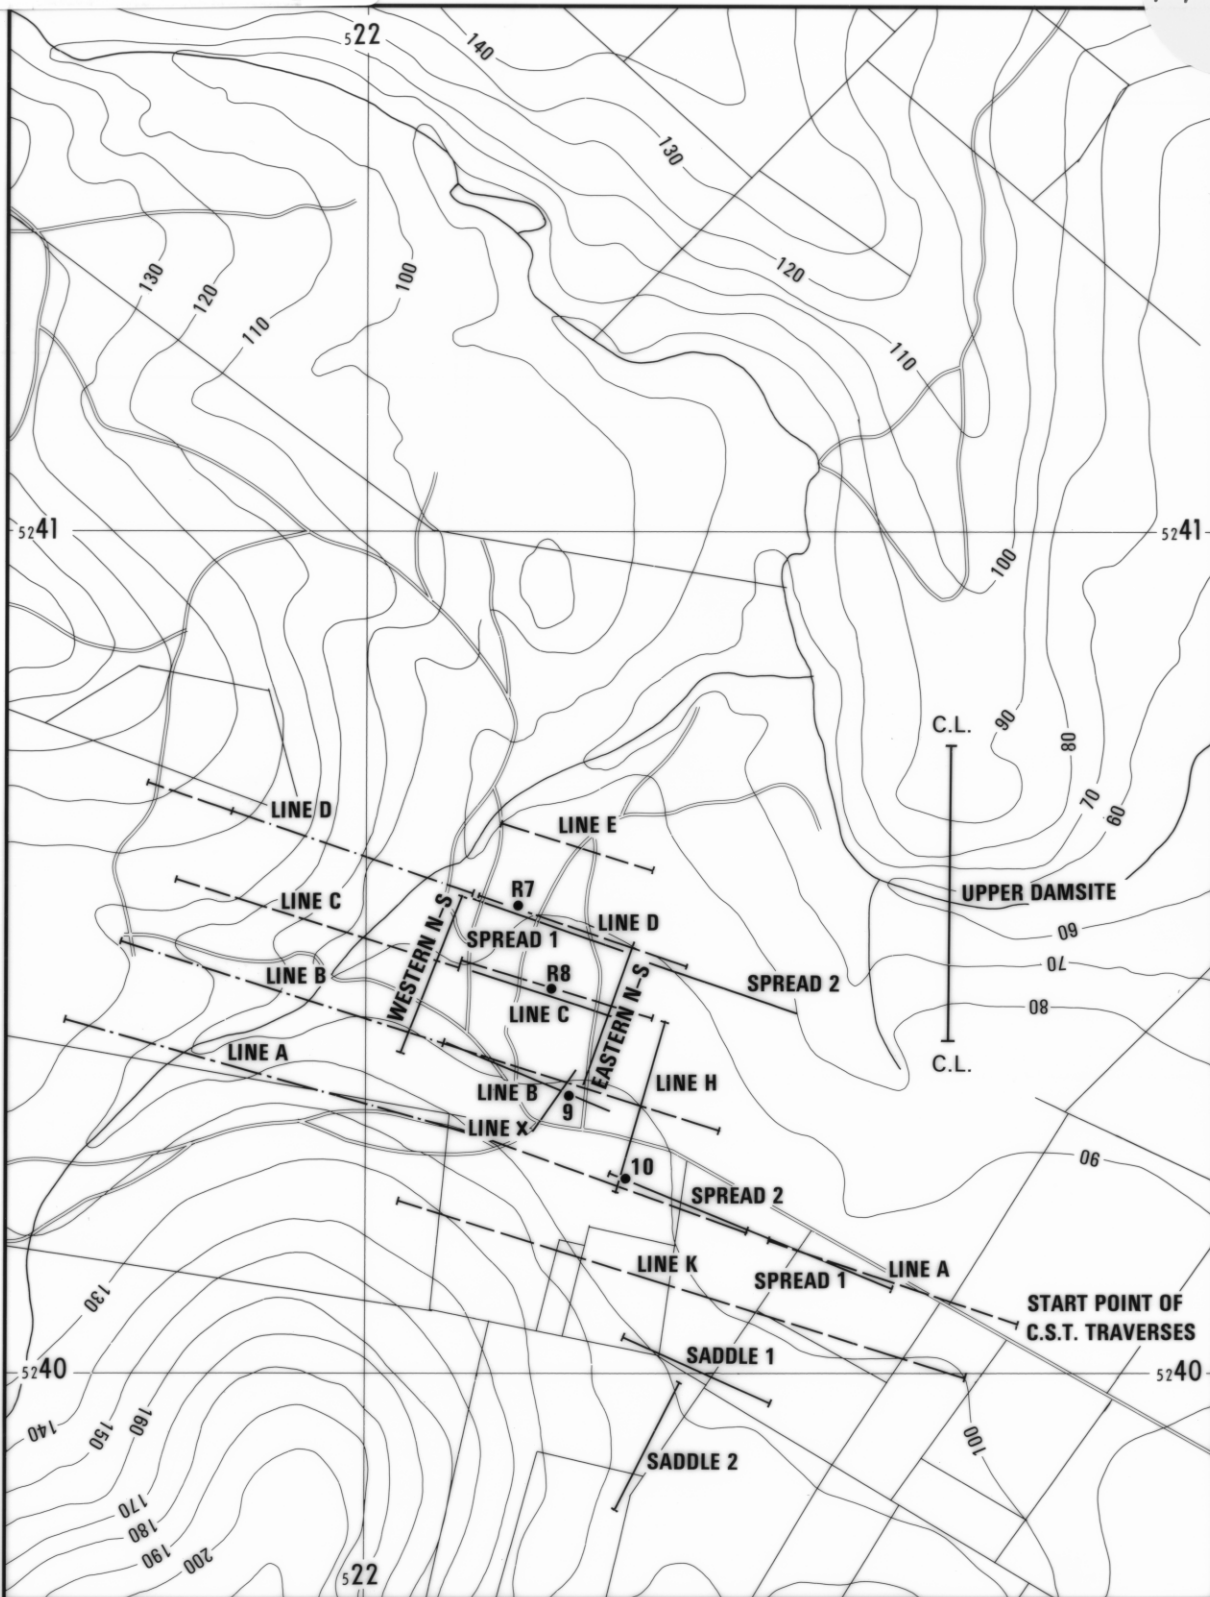 522
140
130
130
120
100
120
110
110
5241
5241
100
C.L.
90
80
70
60
LINE D
LINE E
R7
UPPER DAMSITE
LINE C
WESTERN N-S
SPREAD 1
LINE D
60
70
LINE B
R8
SPREAD 2
80
LINE C
EASTERN N-S
LINE A
C.L.
LINE H
LINE B
9
LINE X
10
90
SPREAD 2
LINE K
SPREAD 1
LINE A
130
START POINT OF
C.S.T. TRAVERSES
SADDLE 1
5240
5240
140
150
160
SADDLE 2
100
170
180
190
200
522